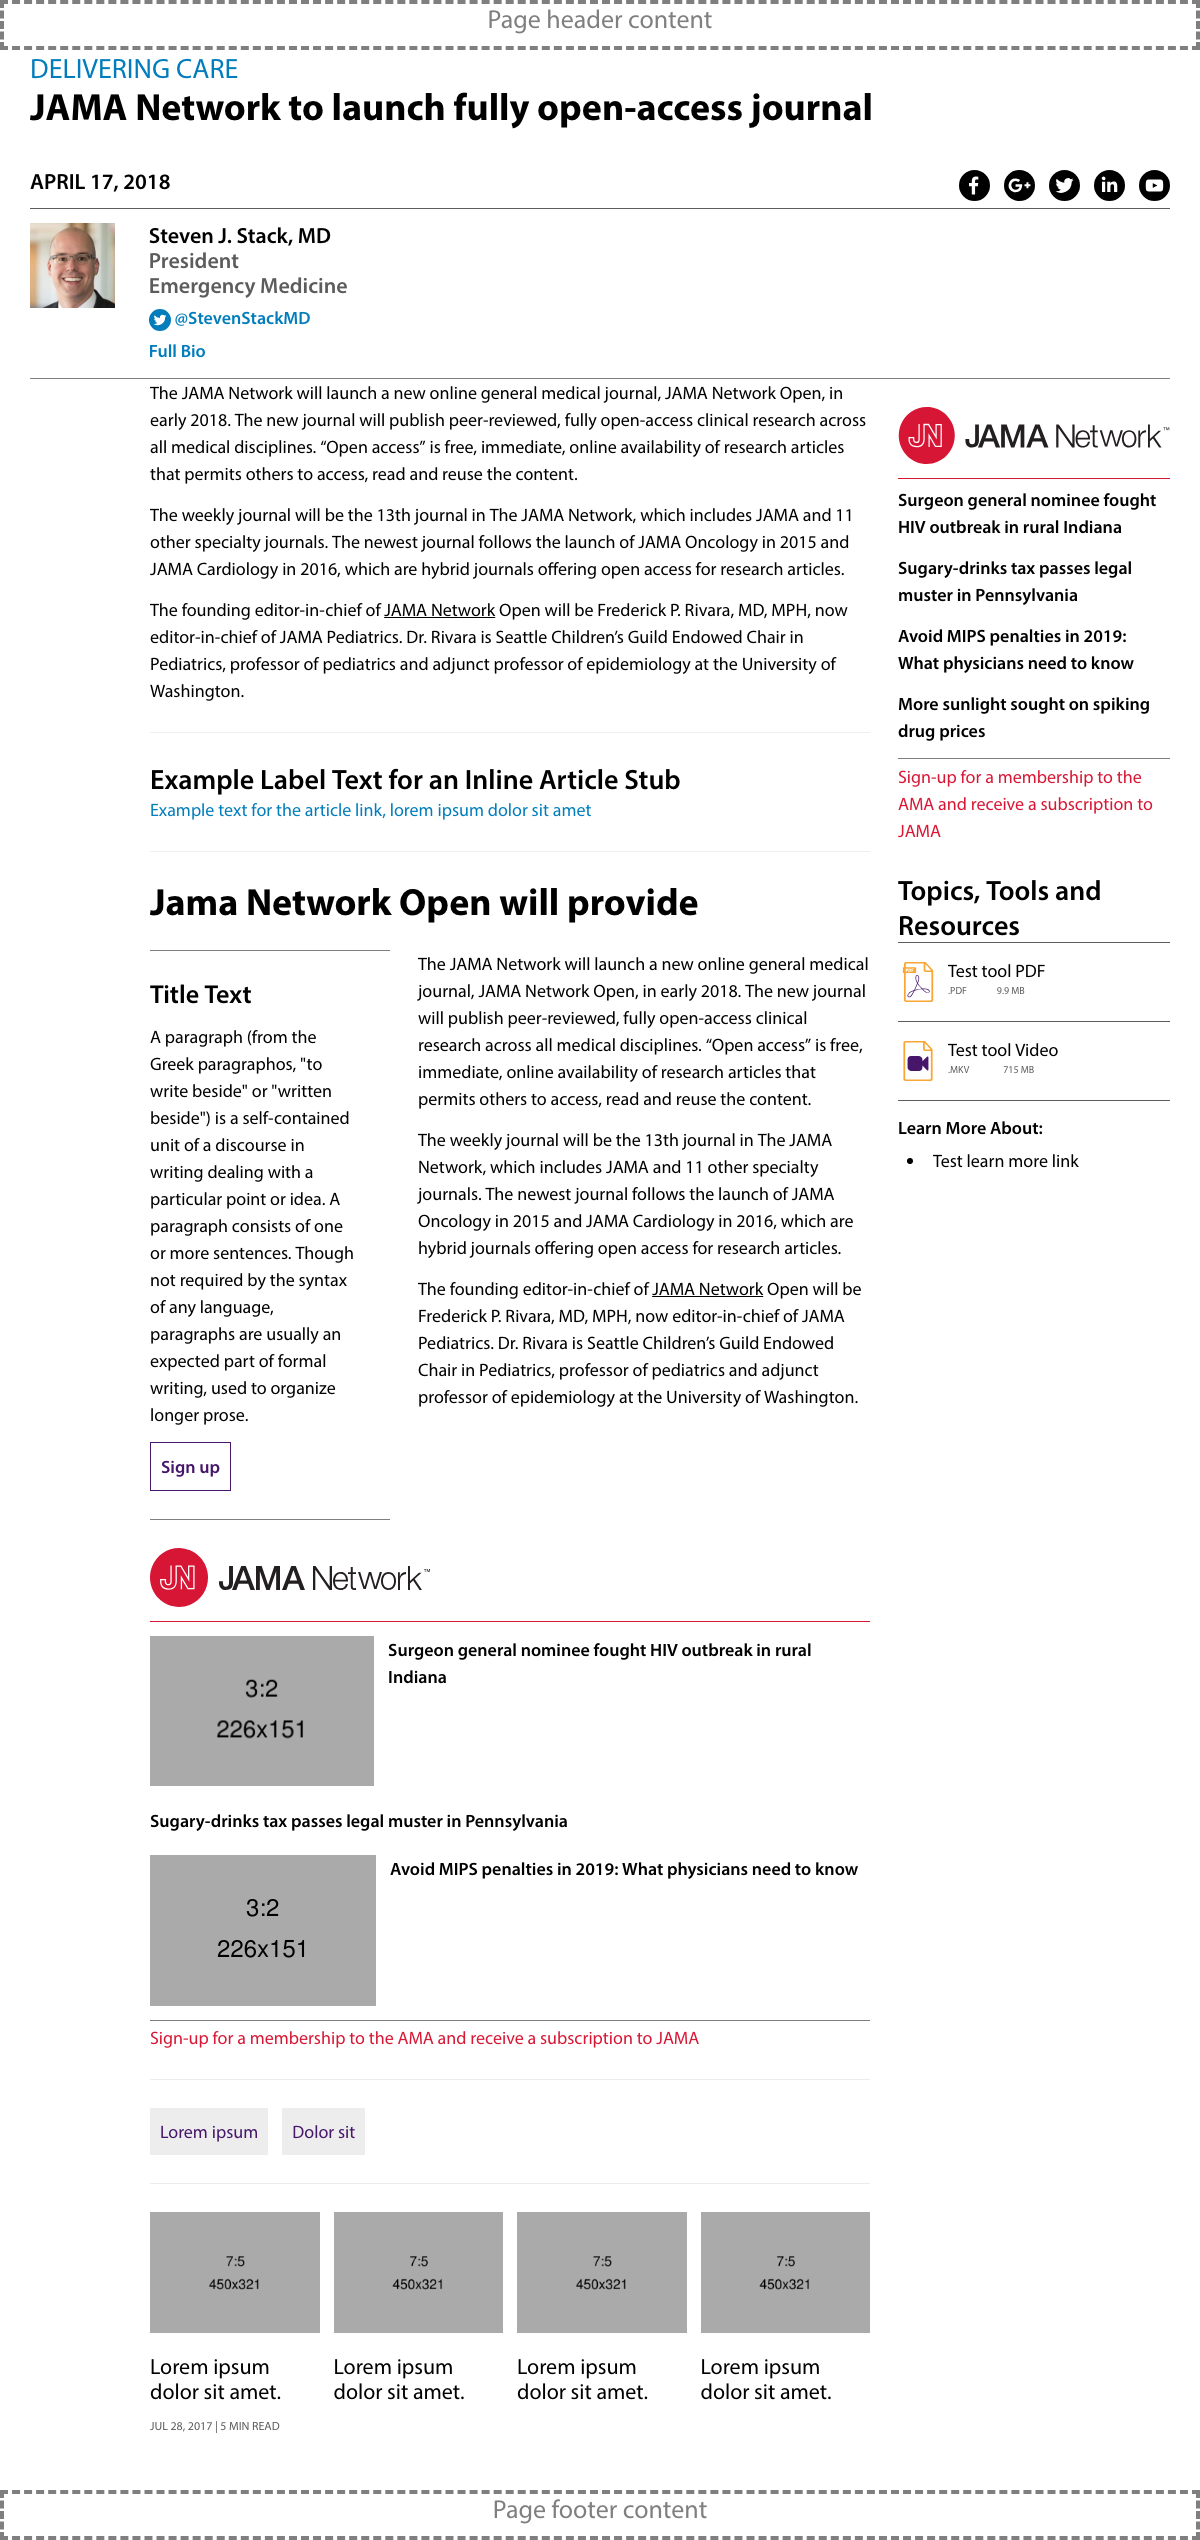 Page header content
DELIVERING CARE
JAMA Network to launch fully open-access journal
APRIL 17, 2018
Steven J. Stack, MD
President
Emergency Medicine
@StevenStackMD
Full Bio
The JAMA Network will launch a new online general medical journal, JAMA Network Open, in
early 2018. The new journal will publish peer-reviewed, fully open-access clinical research across
all medical disciplines. “Open access” is free, immediate, online availability of research articles
that permits others to access, read and reuse the content.
The weekly journal will be the 13th journal in The JAMA Network, which includes JAMA and 11
other specialty journals. The newest journal follows the launch of JAMA Oncology in 2015 and
JAMA Cardiology in 2016, which are hybrid journals offering open access for research articles.
The founding editor-in-chief of JAMA Network Open will be Frederick P. Rivara, MD, MPH, now
editor-in-chief of JAMA Pediatrics. Dr. Rivara is Seattle Children’s Guild Endowed Chair in
Pediatrics, professor of pediatrics and adjunct professor of epidemiology at the University of
Washington.
Example Label Text for an Inline Article Stub
Example text for the article link, lorem ipsum dolor sit amet
Jama Network Open will provide
Title Text
A paragraph (from the
Greek paragraphos, "to
write beside" or "written
beside") is a self-contained
unit of a discourse in
writing dealing with a
particular point or idea. A
paragraph consists of one
or more sentences. Though
not required by the syntax
of any language,
paragraphs are usually an
expected part of formal
writing, used to organize
longer prose.
Sign up
The JAMA Network will launch a new online general medical
journal, JAMA Network Open, in early 2018. The new journal
will publish peer-reviewed, fully open-access clinical
research across all medical disciplines. “Open access” is free,
immediate, online availability of research articles that
permits others to access, read and reuse the content.
The weekly journal will be the 13th journal in The JAMA
Network, which includes JAMA and 11 other specialty
journals. The newest journal follows the launch of JAMA
Oncology in 2015 and JAMA Cardiology in 2016, which are
hybrid journals offering open access for research articles.
The founding editor-in-chief of JAMA Network Open will be
Frederick P. Rivara, MD, MPH, now editor-in-chief of JAMA
Pediatrics. Dr. Rivara is Seattle Children’s Guild Endowed
Chair in Pediatrics, professor of pediatrics and adjunct
professor of epidemiology at the University of Washington.
JN JAMA Network™
3:2
226x151
Surgeon general nominee fought HIV outbreak in rural
Indiana
Sugary-drinks tax passes legal muster in Pennsylvania
3:2
226x151
Avoid MIPS penalties in 2019: What physicians need to know
Sign-up for a membership to the AMA and receive a subscription to JAMA
Lorem ipsum
Dolor sit
7:5
450x321
Lorem ipsum
dolor sit amet.
JUL 28, 2017 | 5 MIN READ
7:5
450x321
Lorem ipsum
dolor sit amet.
7:5
450x321
Lorem ipsum
dolor sit amet.
7:5
450x321
Lorem ipsum
dolor sit amet.
JN JAMA Network™
Surgeon general nominee fought
HIV outbreak in rural Indiana
Sugary-drinks tax passes legal
muster in Pennsylvania
Avoid MIPS penalties in 2019:
What physicians need to know
More sunlight sought on spiking
drug prices
Sign-up for a membership to the
AMA and receive a subscription to
JAMA
Topics, Tools and
Resources
Test tool PDF
.PDF 9.9 MB
Test tool Video
.MKV 715 MB
Learn More About:
Test learn more link
Page footer content